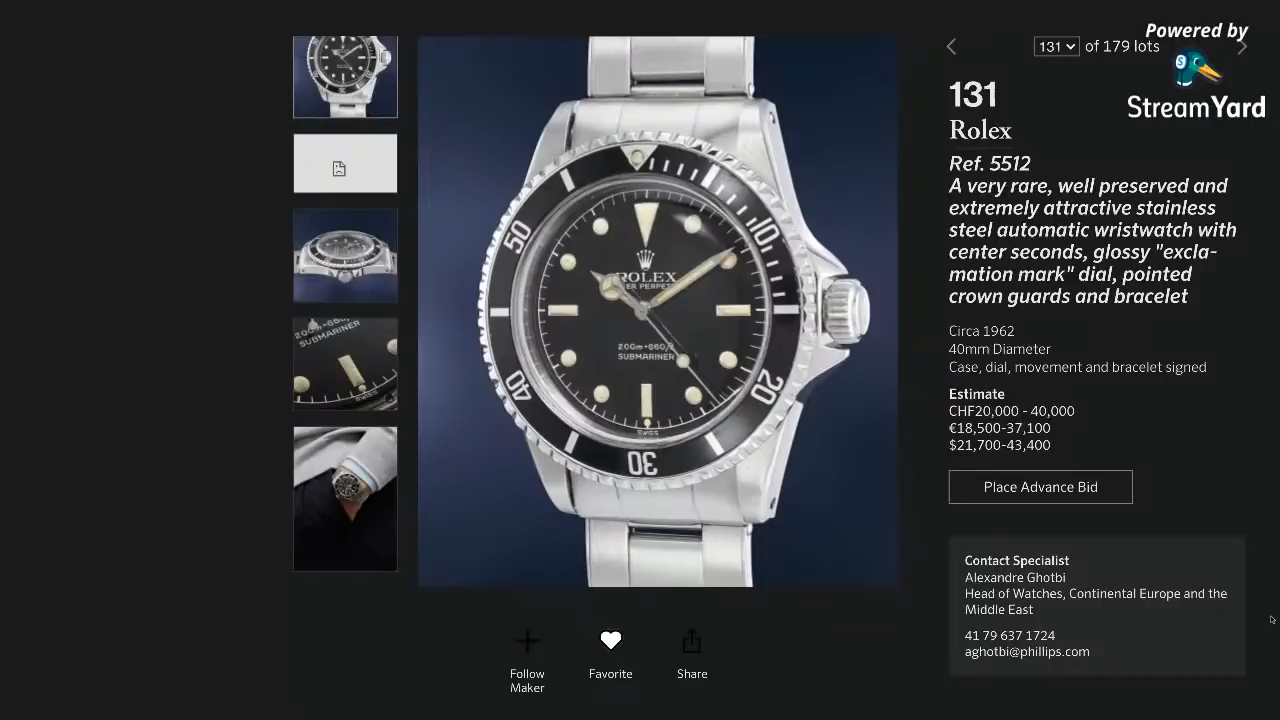 Powered by
StreamYard
131 of 179 lots
131
Rolex
Ref. 5512
A very rare, well preserved and
extremely attractive stainless
steel automatic wristwatch with
center seconds, glossy "excla-
mation mark" dial, pointed
crown guards and bracelet
Circa 1962
40mm Diameter
Case, dial, movement and bracelet signed
Estimate
CHF20,000 - 40,000
€18,500-37,100
$21,700-43,400
Place Advance Bid
Contact Specialist
Alexandre Ghotbi
Head of Watches, Continental Europe and the
Middle East
41 79 637 1724
aghotbi@phillips.com
10
20
30
40
50
ROLEX
200m=660
SUBMARINER
SWISS
200m=660
SUBMARINER
SWISS
Follow
Maker
Favorite
Share